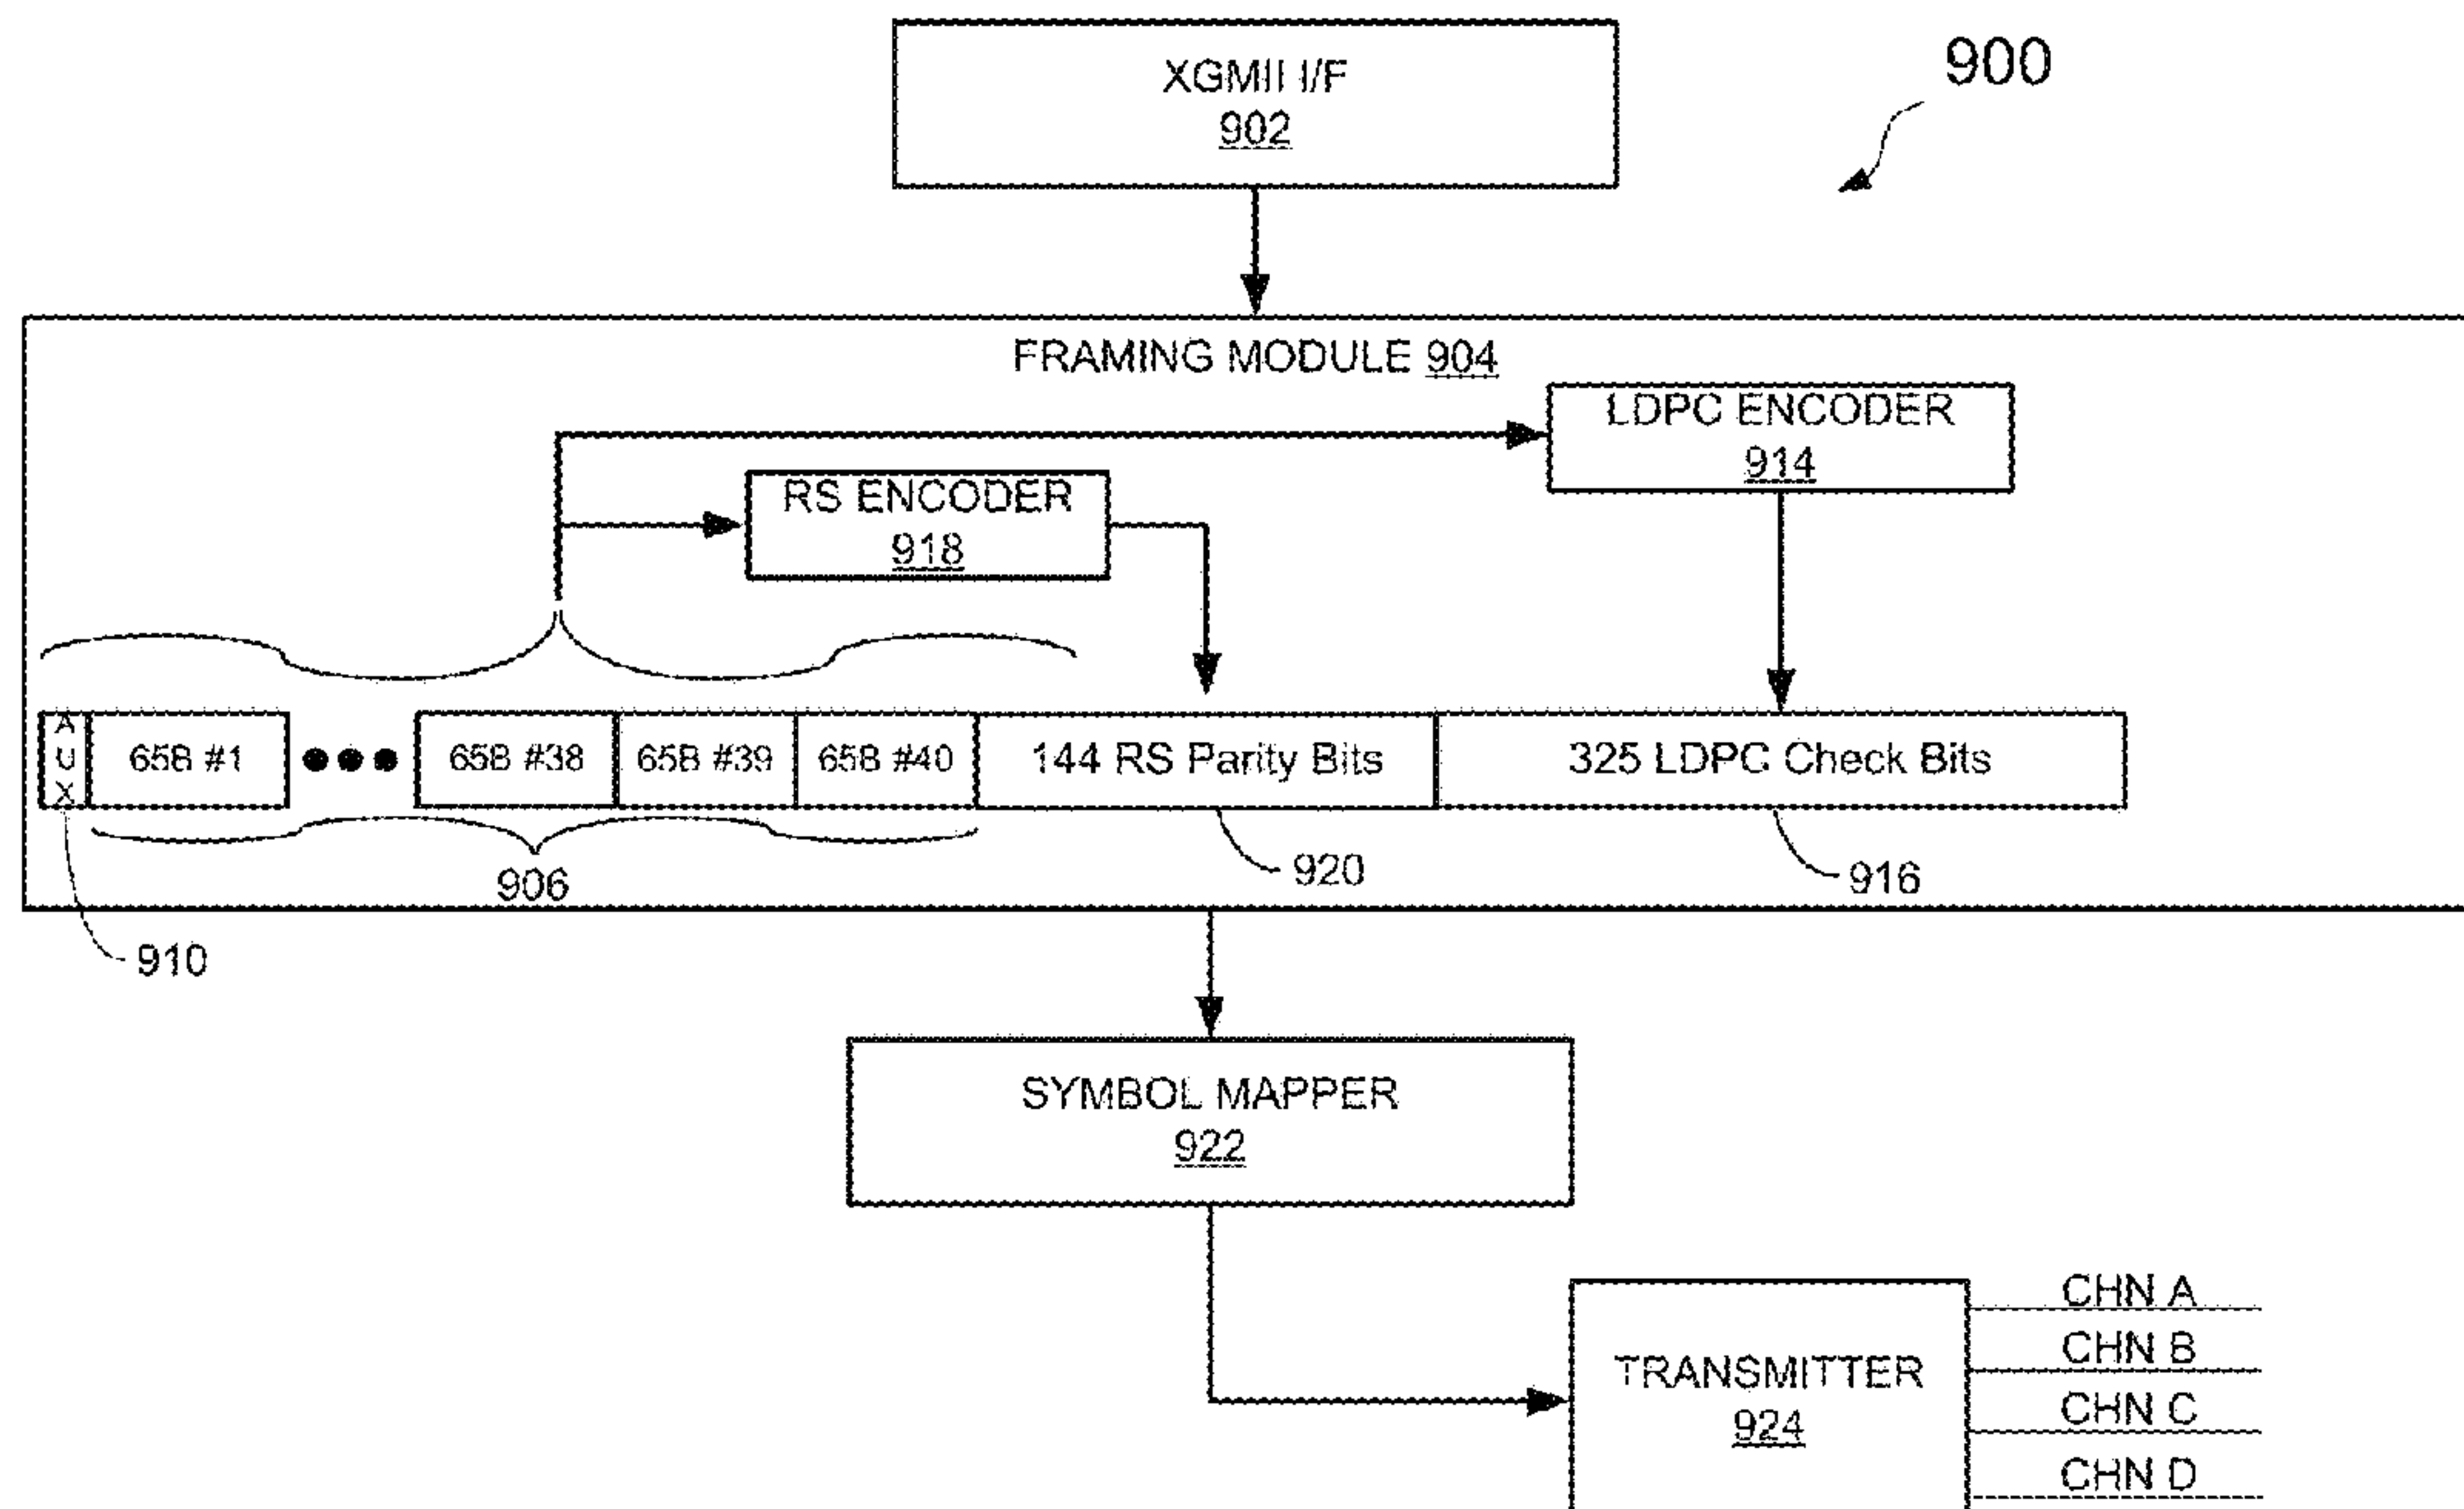 XGMII I/F
902
900
FRAMING MODULE 904
LDPC ENCODER
914
RS ENCODER
918
AUX
65B #1
65B #38
65B #39
65B #40
144 RS Parity Bits
325 LDPC Check Bits
906
920
916
910
SYMBOL MAPPER
922
TRANSMITTER
924
CHN A
CHN B
CHN C
CHN D